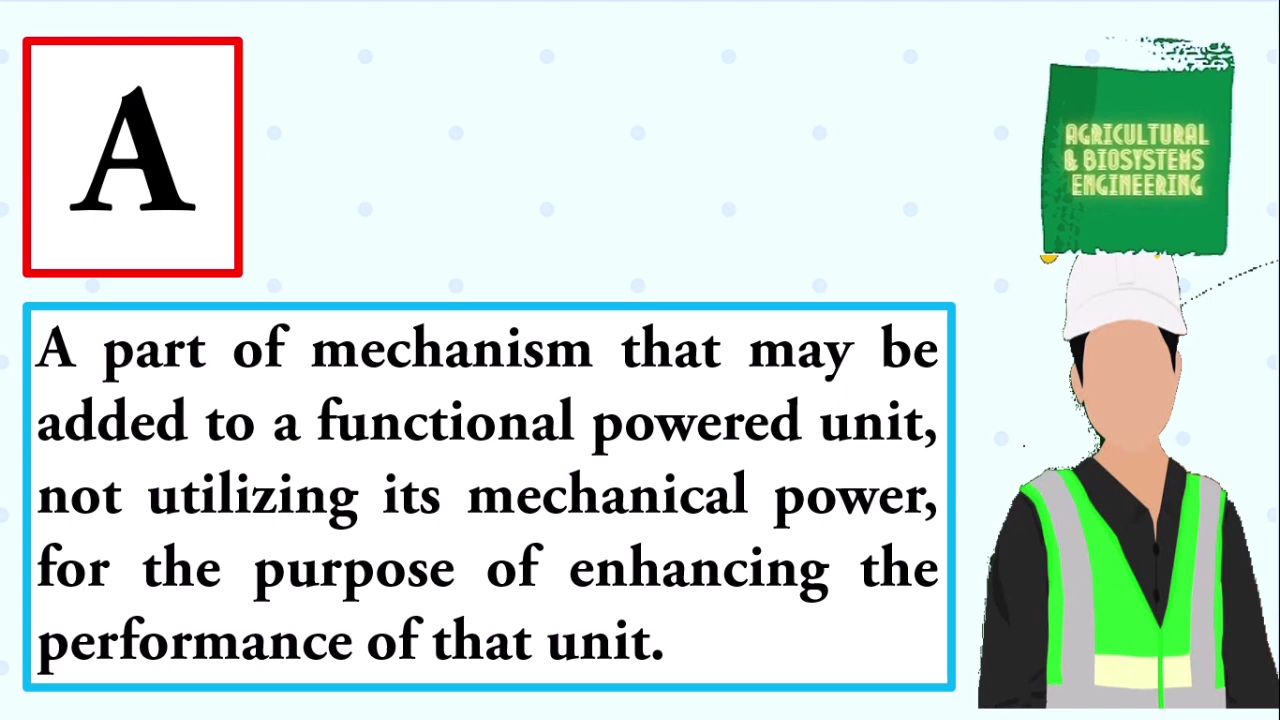 A
AGRICULTURAL
& BIOSYSTEMS
ENGINEERING
A part of mechanism that may be
added to a functional powered unit,
not utilizing its mechanical power,
for the purpose of enhancing the
performance of that unit.